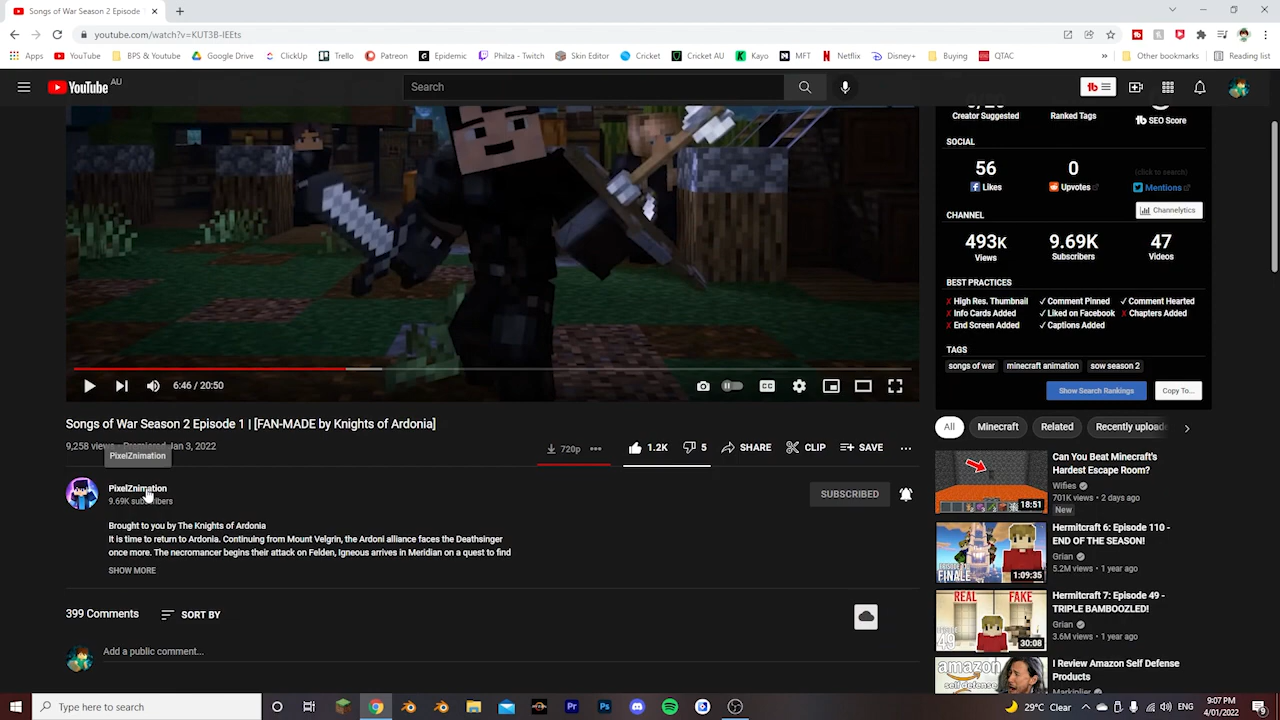 Songs of War Season 2 Episode
youtube.com/watch?v=KUT3B-IEEts
Apps YouTube BPS & Youtube Google Drive ClickUp Trello Patreon Epidemic Philza - Twitch Skin Editor Cricket Cricket AU Kayo MFT Netflix Disney+ Buying QTAC » Other bookmarks Reading list
YouTube AU
Search
tb
Creator Suggested Ranked Tags tb SEO Score
SOCIAL
56 0 (click to search)
Likes Upvotes Mentions
CHANNEL Channelytics
493K 9.69K 47
Views Subscribers Videos
BEST PRACTICES
✗ High Res. Thumbnail ✓ Comment Pinned ✓ Comment Hearted
✗ Info Cards Added ✓ Liked on Facebook ✗ Chapters Added
✗ End Screen Added ✓ Captions Added
TAGS
songs of war minecraft animation sow season 2
Show Search Rankings Copy To...
6:46 / 20:50
CC
Songs of War Season 2 Episode 1 | [FAN-MADE by Knights of Ardonia]
9,258 views Premiered Jan 3, 2022
PixelZnimation
720p 1.2K 5 SHARE CLIP SAVE
PixelZnimation
9.69K subscribers
SUBSCRIBED
Brought to you by The Knights of Ardonia
It is time to return to Ardonia. Continuing from Mount Velgrin, the Ardoni alliance faces the Deathsinger
once more. The necromancer begins their attack on Felden, Igneous arrives in Meridian on a quest to find
SHOW MORE
399 Comments SORT BY
Add a public comment...
All Minecraft Related Recently uploade
Can You Beat Minecraft's
Hardest Escape Room?
Wifies
701K views • 2 days ago
New
18:51
Hermitcraft 6: Episode 110 -
END OF THE SEASON!
Grian
5.2M views • 1 year ago
FINALE
1:09:35
Hermitcraft 7: Episode 49 -
TRIPLE BAMBOOZLED!
Grian
3.6M views • 1 year ago
REAL FAKE
49
30:08
I Review Amazon Self Defense
Products
Markiplier
amazon
self defense
Type here to search
29°C Clear
ENG
9:07 PM
4/01/2022